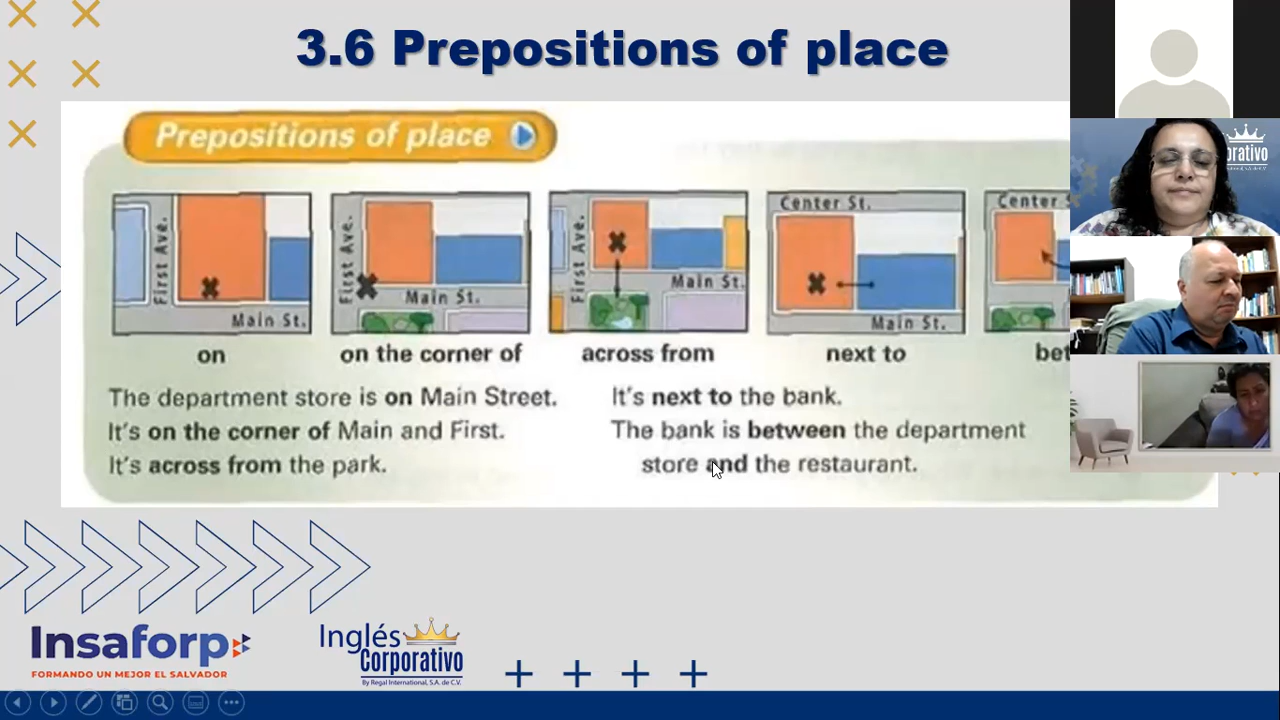 3.6 Prepositions of place
Prepositions of place
First Ave.
Main St.
First Ave.
Main St.
First Ave.
Main St.
Center St.
Main St.
Center
on
on the corner of
across from
next to
The department store is on Main Street.
It's on the corner of Main and First.
It's across from the park.
It's next to the bank.
The bank is between the department
store and the restaurant.
Insaforp
FORMANDO UN MEJOR EL SALVADOR
Inglés
Corporativo
By Regal International, S.A. de C.V.